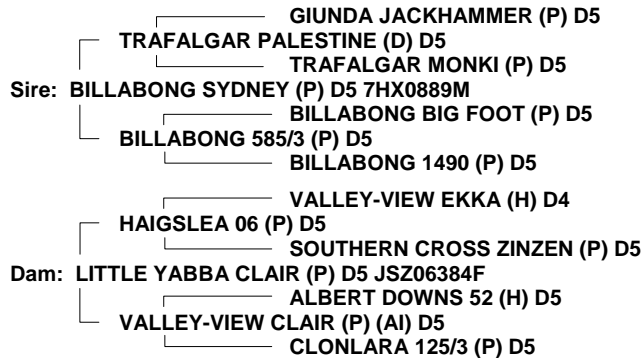 GIUNDA JACKHAMMER (P) D5
TRAFALGAR PALESTINE (D) D5
TRAFALGAR MONKI (P) D5
Sire: BILLABONG SYDNEY (P) D5 7HX0889M
BILLABONG BIG FOOT (P) D5
BILLABONG 585/3 (P) D5
BILLABONG 1490 (P) D5
VALLEY-VIEW EKKA (H) D4
HAIGSLEA 06 (P) D5
SOUTHERN CROSS ZINZEN (P) D5
Dam: LITTLE YABBA CLAIR (P) D5 JSZ06384F
ALBERT DOWNS 52 (H) D5
VALLEY-VIEW CLAIR (P) (AI) D5
CLONLARA 125/3 (P) D5